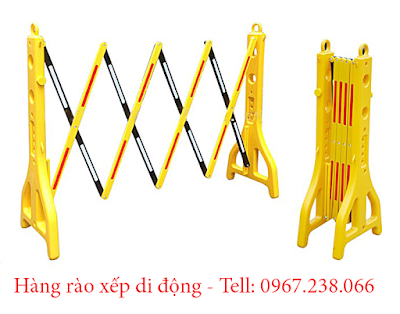 Hàng rào xếp di động - Tell: 0967.238.066